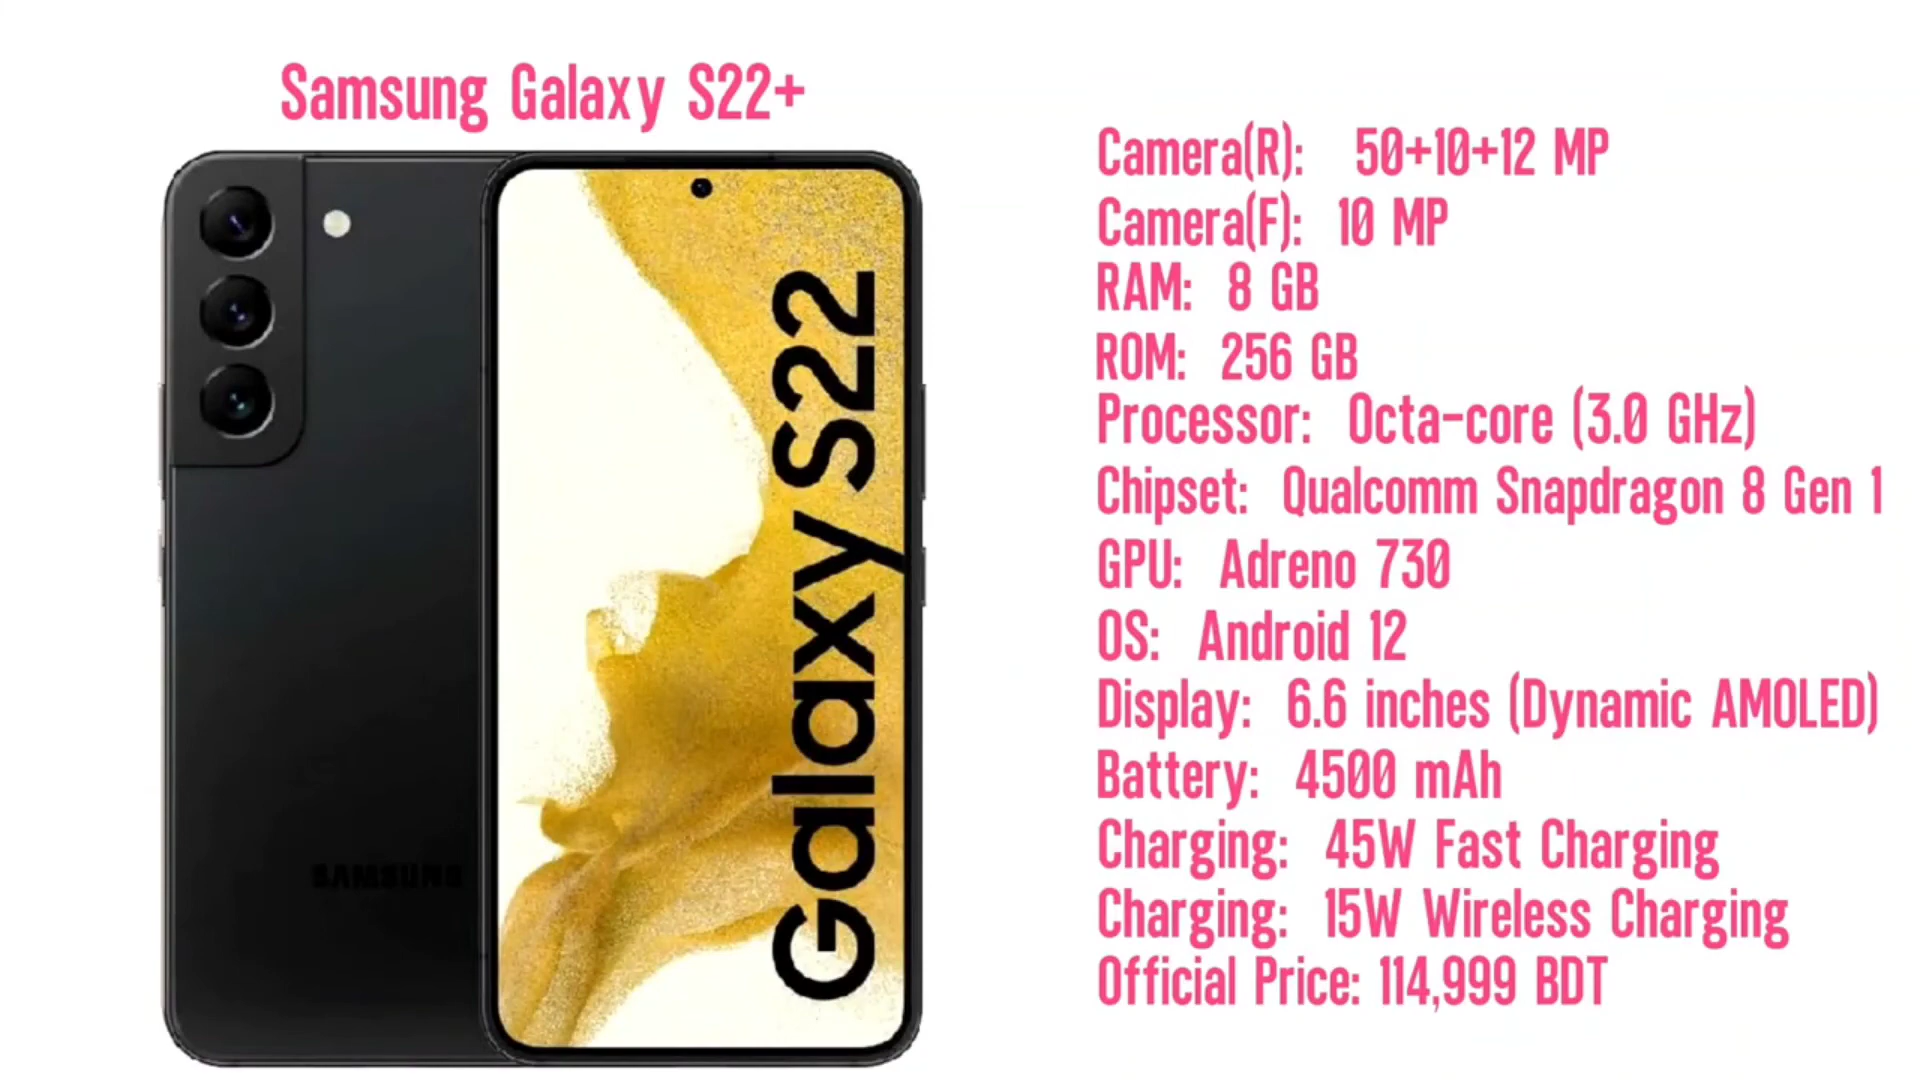 Samsung Galaxy S22+
SAMSUNG
Galaxy S22
Camera(R): 50+10+12 MP
Camera(F): 10 MP
RAM: 8 GB
ROM: 256 GB
Processor: Octa-core (3.0 GHz)
Chipset: Qualcomm Snapdragon 8 Gen 1
GPU: Adreno 730
OS: Android 12
Display: 6.6 inches (Dynamic AMOLED)
Battery: 4500 mAh
Charging: 45W Fast Charging
Charging: 15W Wireless Charging
Official Price: 114,999 BDT